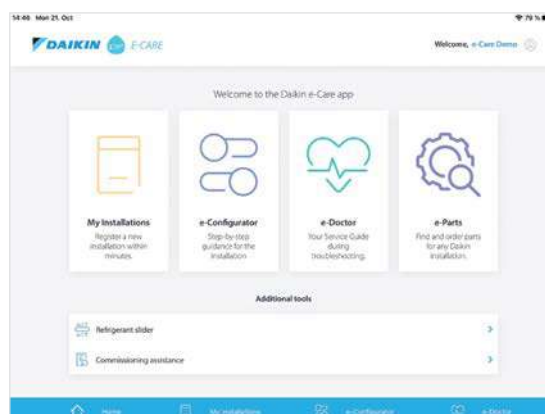 14:46 Mon 21. Oct
79 %
DAIKIN
E-CARE
Welcome, e-Care Demo
Welcome to the Daikin e-Care app
My Installations
Register a new
installation within
minutes.
e-Configurator
Step-by-step
guidance for the
installation
e-Doctor
Your Service Guide
during
troubleshooting.
e-Parts
Find and order parts
for any Daikin
installation.
Additional tools
Refrigerant slider
Commissioning assistance
Home
My Installations
e-Configurator
e-Doctor